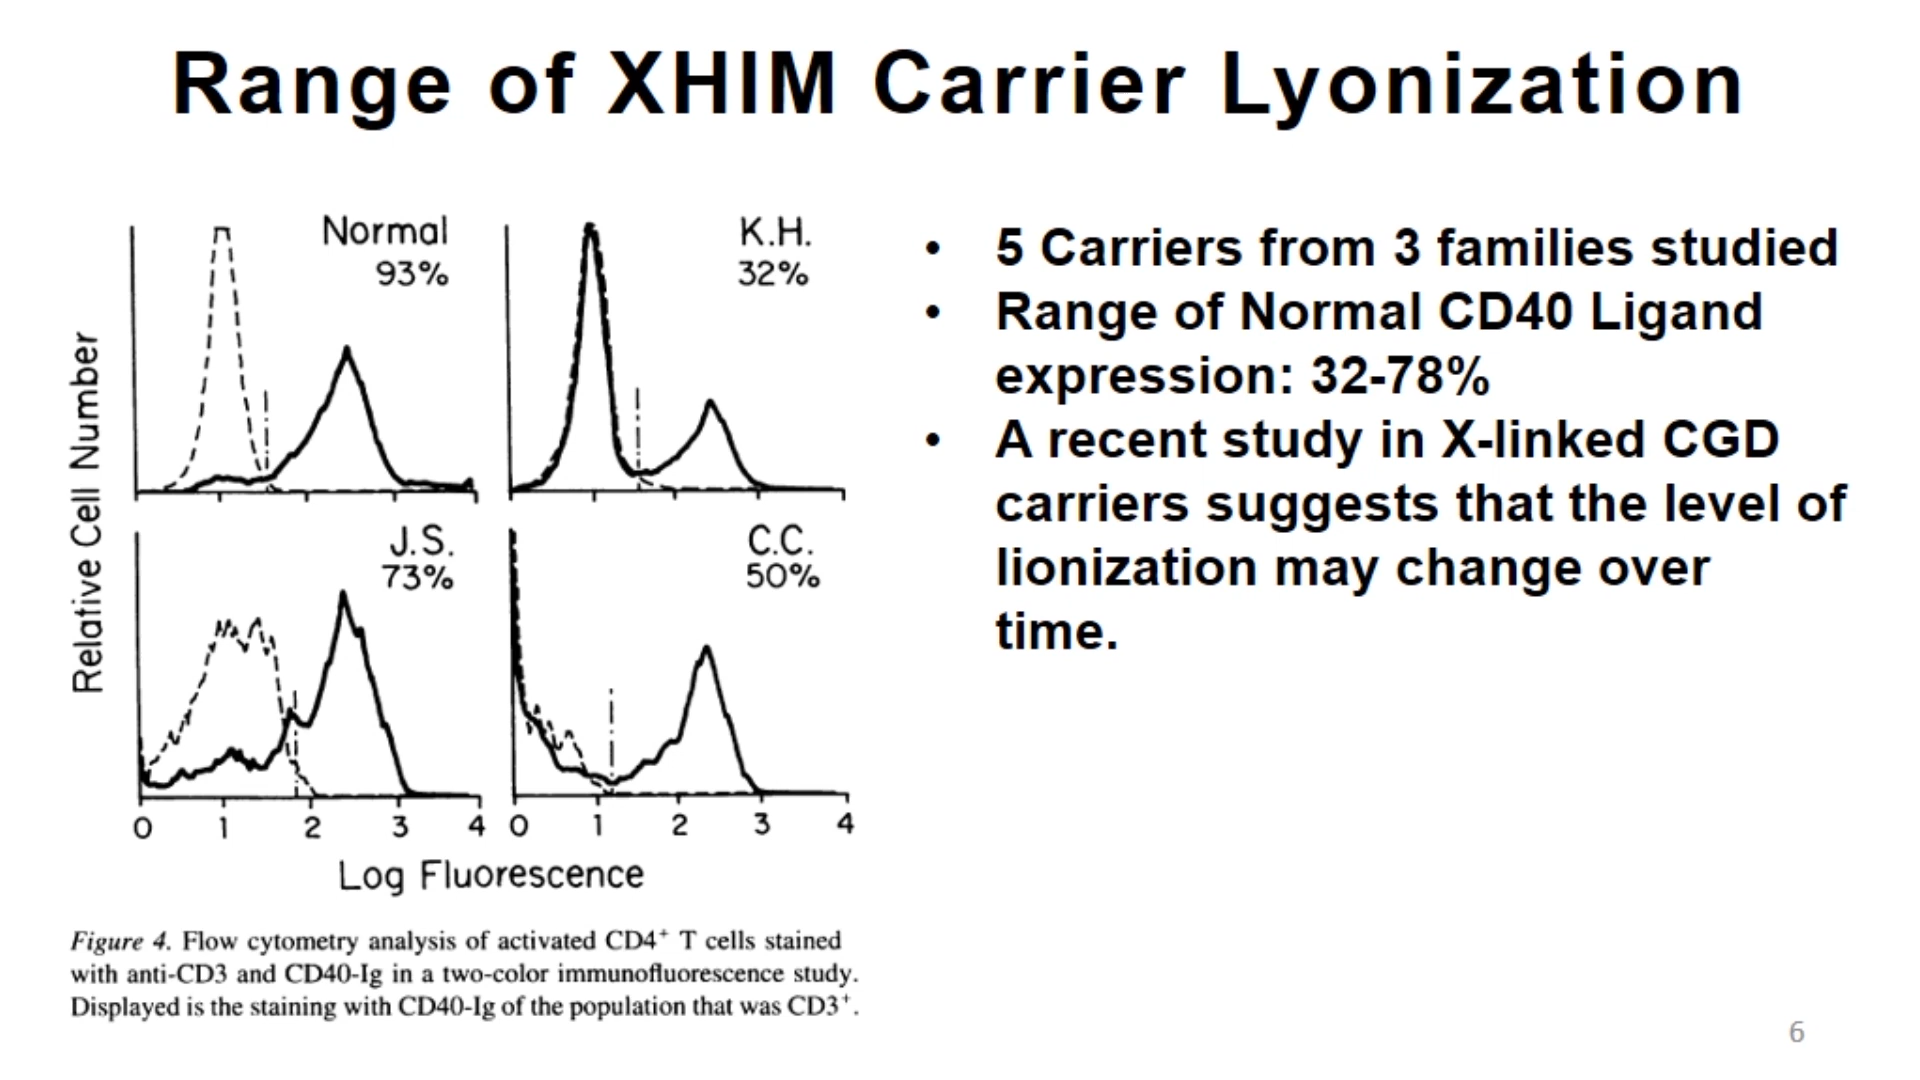 Range of XHIM Carrier Lyonization
Normal
93%
K.H.
32%
J.S.
73%
C.C.
50%
Relative Cell Number
0 1 2 3 4 0 1 2 3 4
Log Fluorescence
Figure 4. Flow cytometry analysis of activated CD4⁺ T cells stained
with anti-CD3 and CD40-Ig in a two-color immunofluorescence study.
Displayed is the staining with CD40-Ig of the population that was CD3⁺.
• 5 Carriers from 3 families studied
• Range of Normal CD40 Ligand
expression: 32-78%
• A recent study in X-linked CGD
carriers suggests that the level of
lionization may change over
time.
6